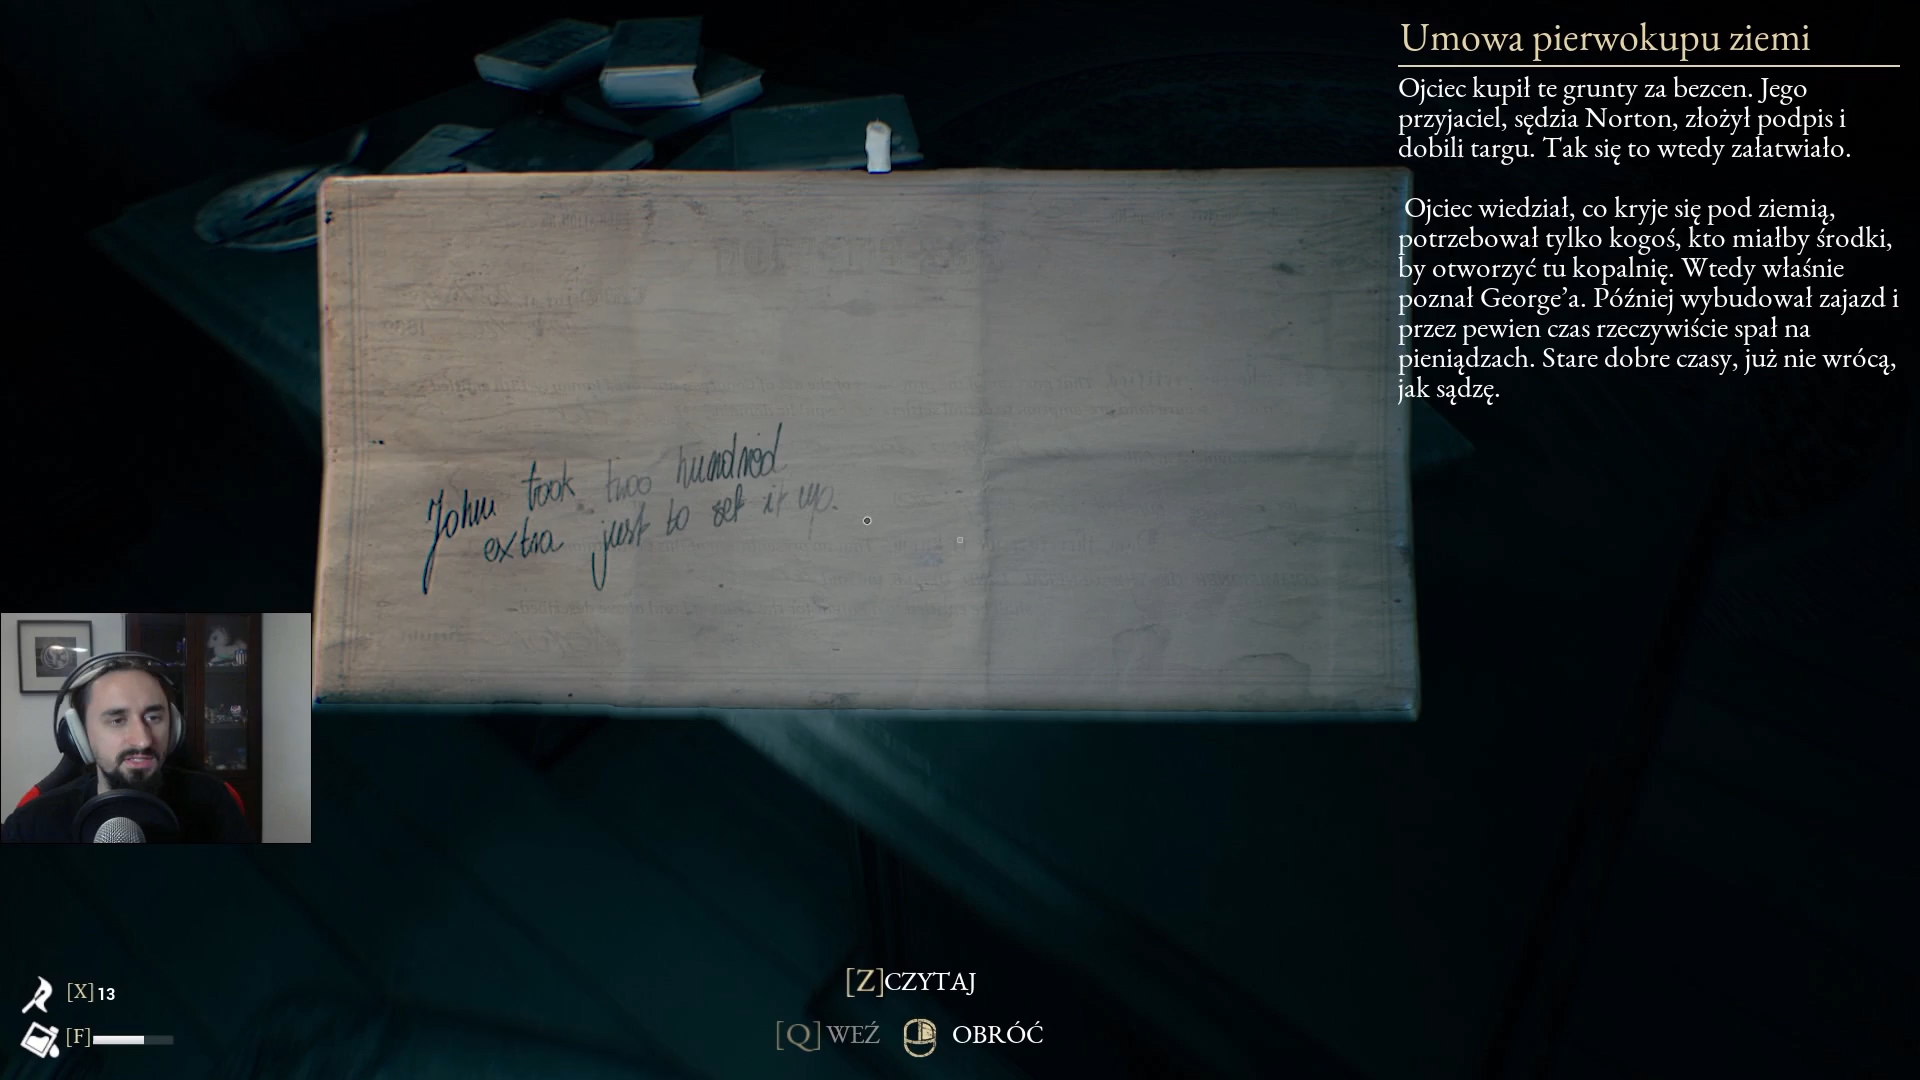 Umowa pierwokupu ziemi
Ojciec kupił te grunty za bezcen. Jego
przyjaciel, sędzia Norton, złożył podpis i
dobili targu. Tak się to wtedy załatwiało.
Ojciec wiedział, co kryje się pod ziemią,
potrzebował tylko kogoś, kto miałby środki,
by otworzyć tu kopalnię. Wtedy właśnie
poznał George’a. Później wybudował zajazd i
przez pewien czas rzeczywiście spał na
pieniądzach. Stare dobre czasy, już nie wrócą,
jak sądzę.
John took two hundred
extra just to set it up.
[X] 13
[F]
[Z]CZYTAJ
[Q] WEŹ OBRÓĆ